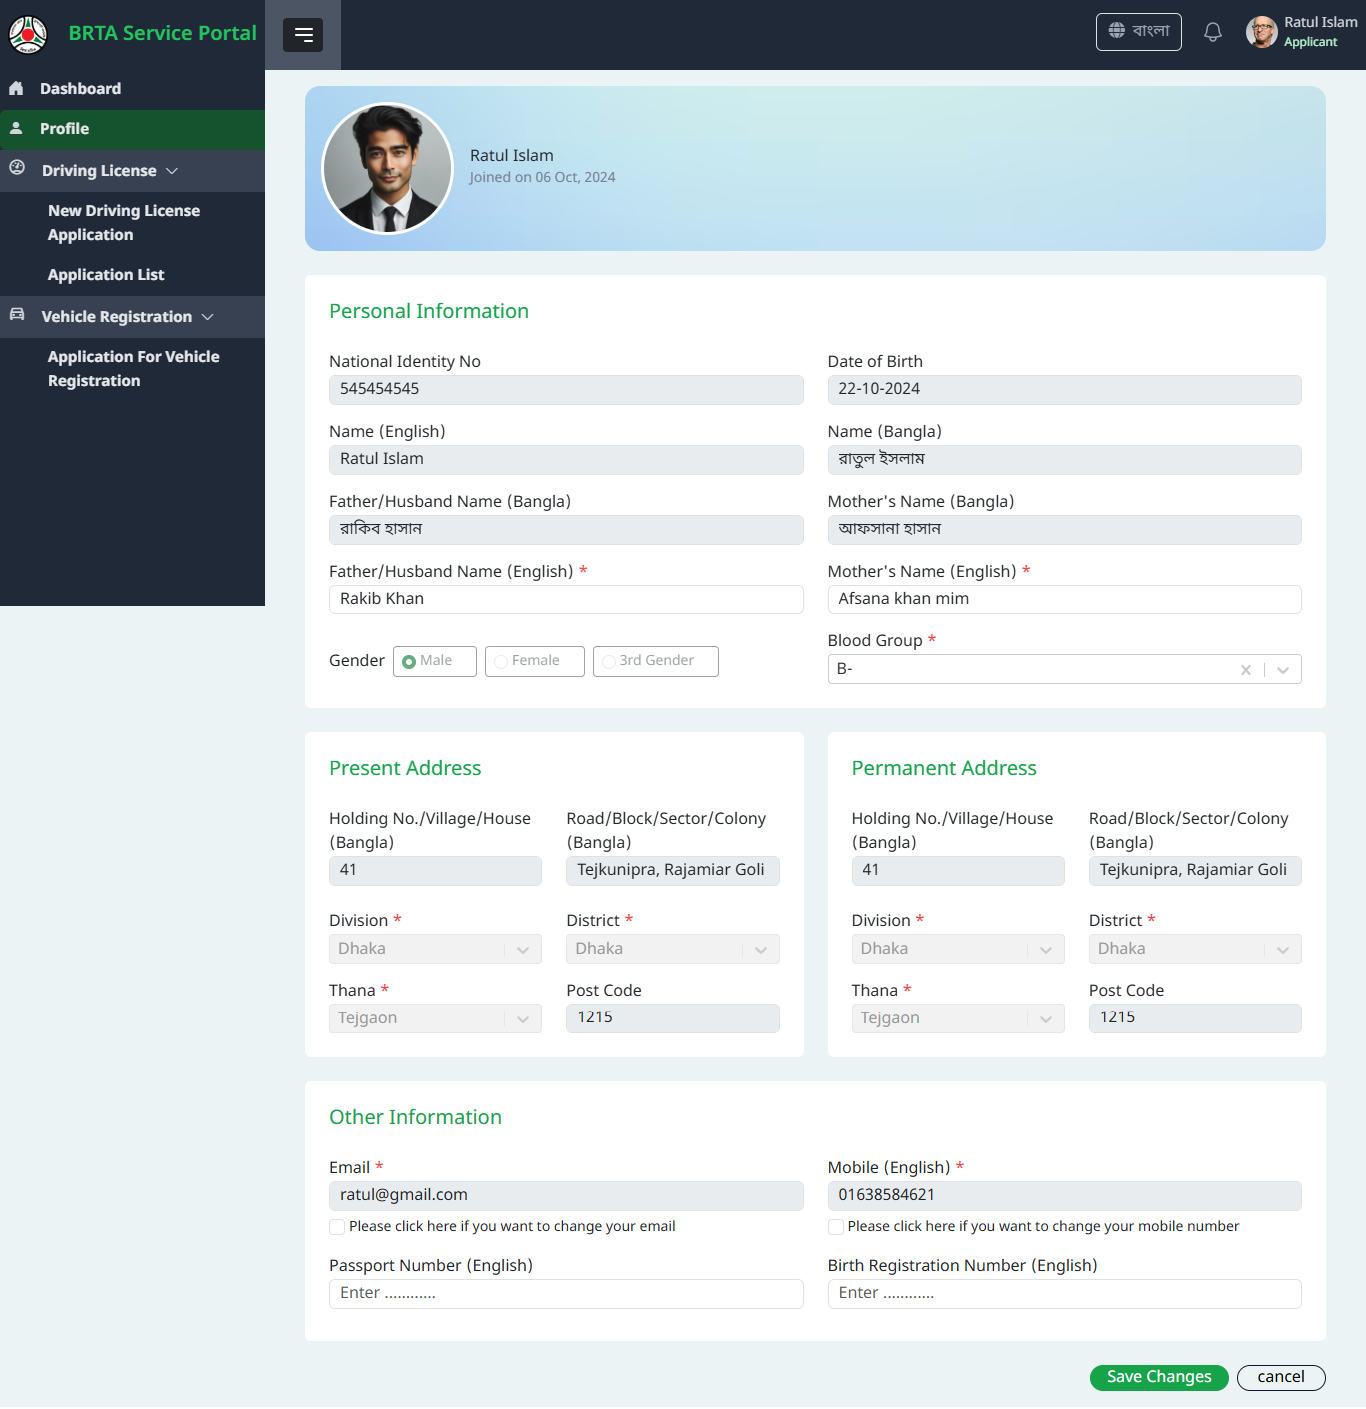 BRTA Service Portal
বাংলা
Ratul Islam
Applicant
Dashboard
Profile
Driving License
New Driving License
Application
Application List
Vehicle Registration
Application For Vehicle
Registration
Ratul Islam
Joined on 06 Oct, 2024
Personal Information
National Identity No
Date of Birth
545454545
22-10-2024
Name (English)
Name (Bangla)
Ratul Islam
রাতুল ইসলাম
Father/Husband Name (Bangla)
Mother's Name (Bangla)
রাকিব হাসান
আফসানা হাসান
Father/Husband Name (English) *
Mother's Name (English) *
Rakib Khan
Afsana khan mim
Gender
Male
Female
3rd Gender
Blood Group *
B-
Present Address
Holding No./Village/House
(Bangla)
Road/Block/Sector/Colony
(Bangla)
41
Tejkunipra, Rajamiar Goli
Division *
District *
Dhaka
Dhaka
Thana *
Post Code
Tejgaon
1215
Permanent Address
Holding No./Village/House
(Bangla)
Road/Block/Sector/Colony
(Bangla)
41
Tejkunipra, Rajamiar Goli
Division *
District *
Dhaka
Dhaka
Thana *
Post Code
Tejgaon
1215
Other Information
Email *
Mobile (English) *
ratul@gmail.com
01638584621
Please click here if you want to change your email
Please click here if you want to change your mobile number
Passport Number (English)
Birth Registration Number (English)
Enter ............
Enter ............
Save Changes
cancel